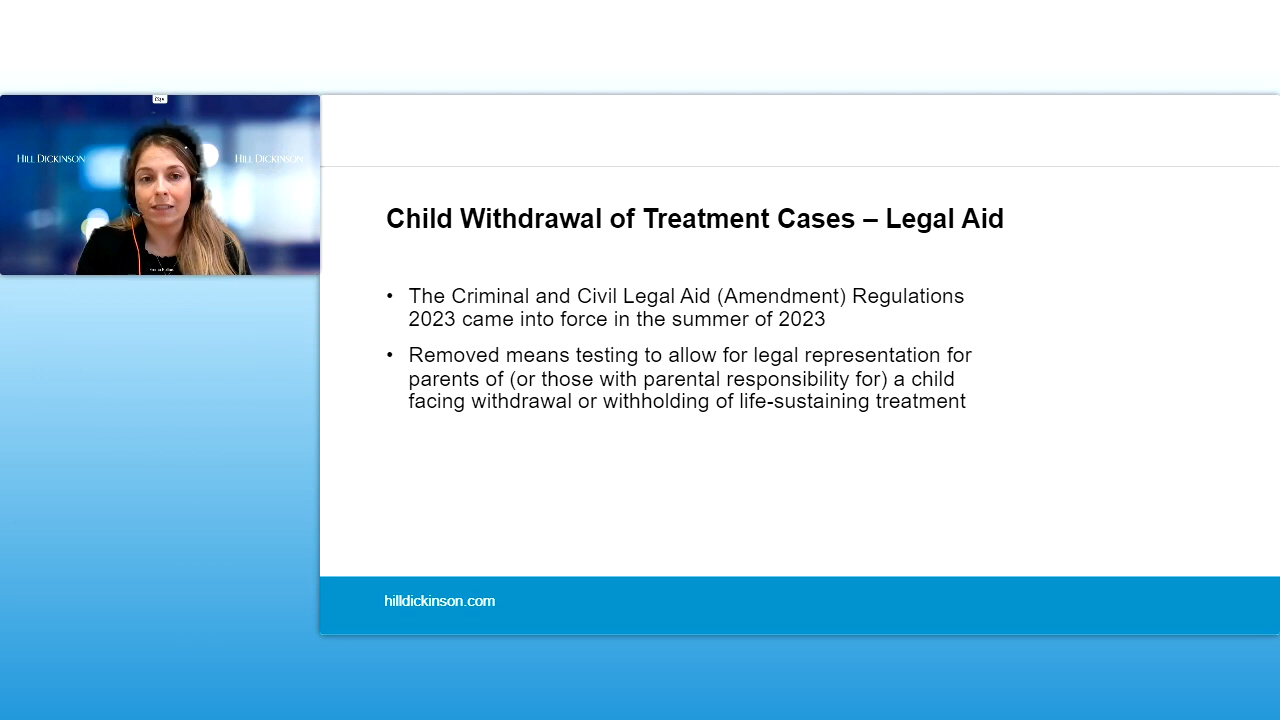 HILL DICKINSON
HILL DICKINSON
Child Withdrawal of Treatment Cases – Legal Aid
• The Criminal and Civil Legal Aid (Amendment) Regulations
2023 came into force in the summer of 2023
• Removed means testing to allow for legal representation for
parents of (or those with parental responsibility for) a child
facing withdrawal or withholding of life-sustaining treatment
hilldickinson.com